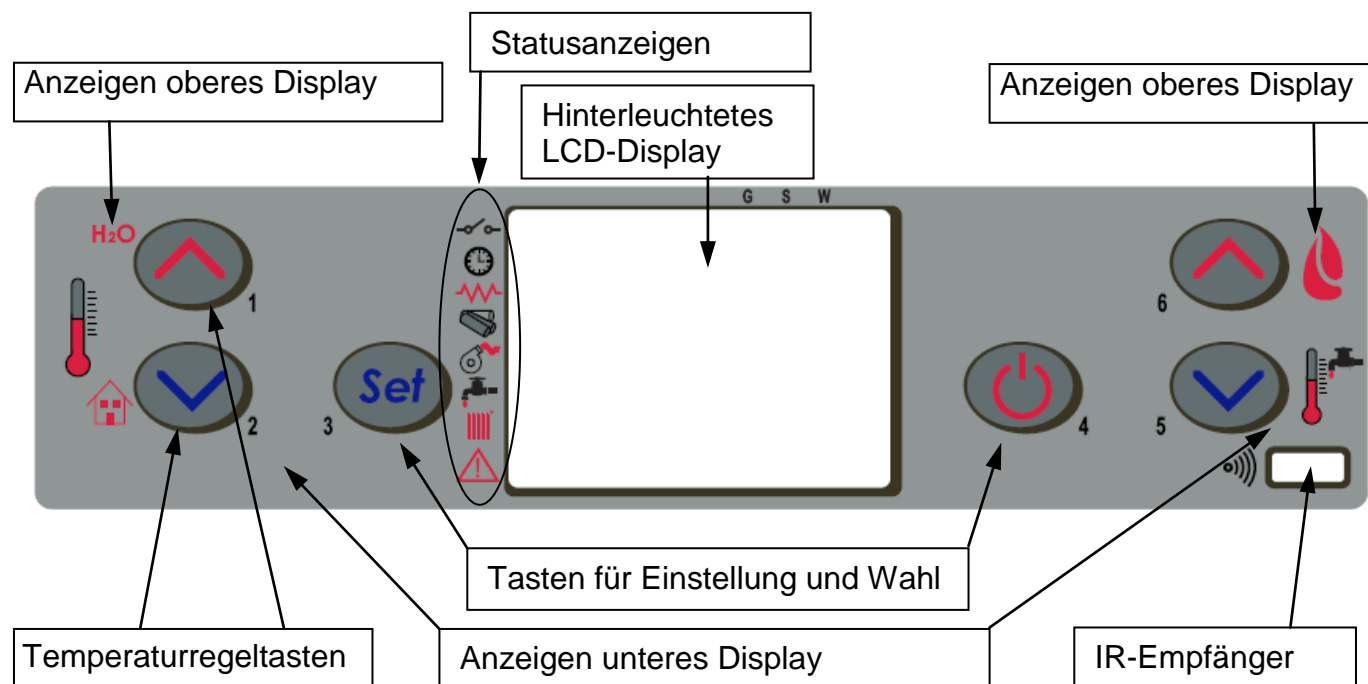 Statusanzeigen
Anzeigen oberes Display
Anzeigen oberes Display
Hinterleuchtetes
LCD-Display
G S W
H₂O
1
6
2
3
Set
4
5
Tasten für Einstellung und Wahl
Temperaturregeltasten
Anzeigen unteres Display
IR-Empfänger